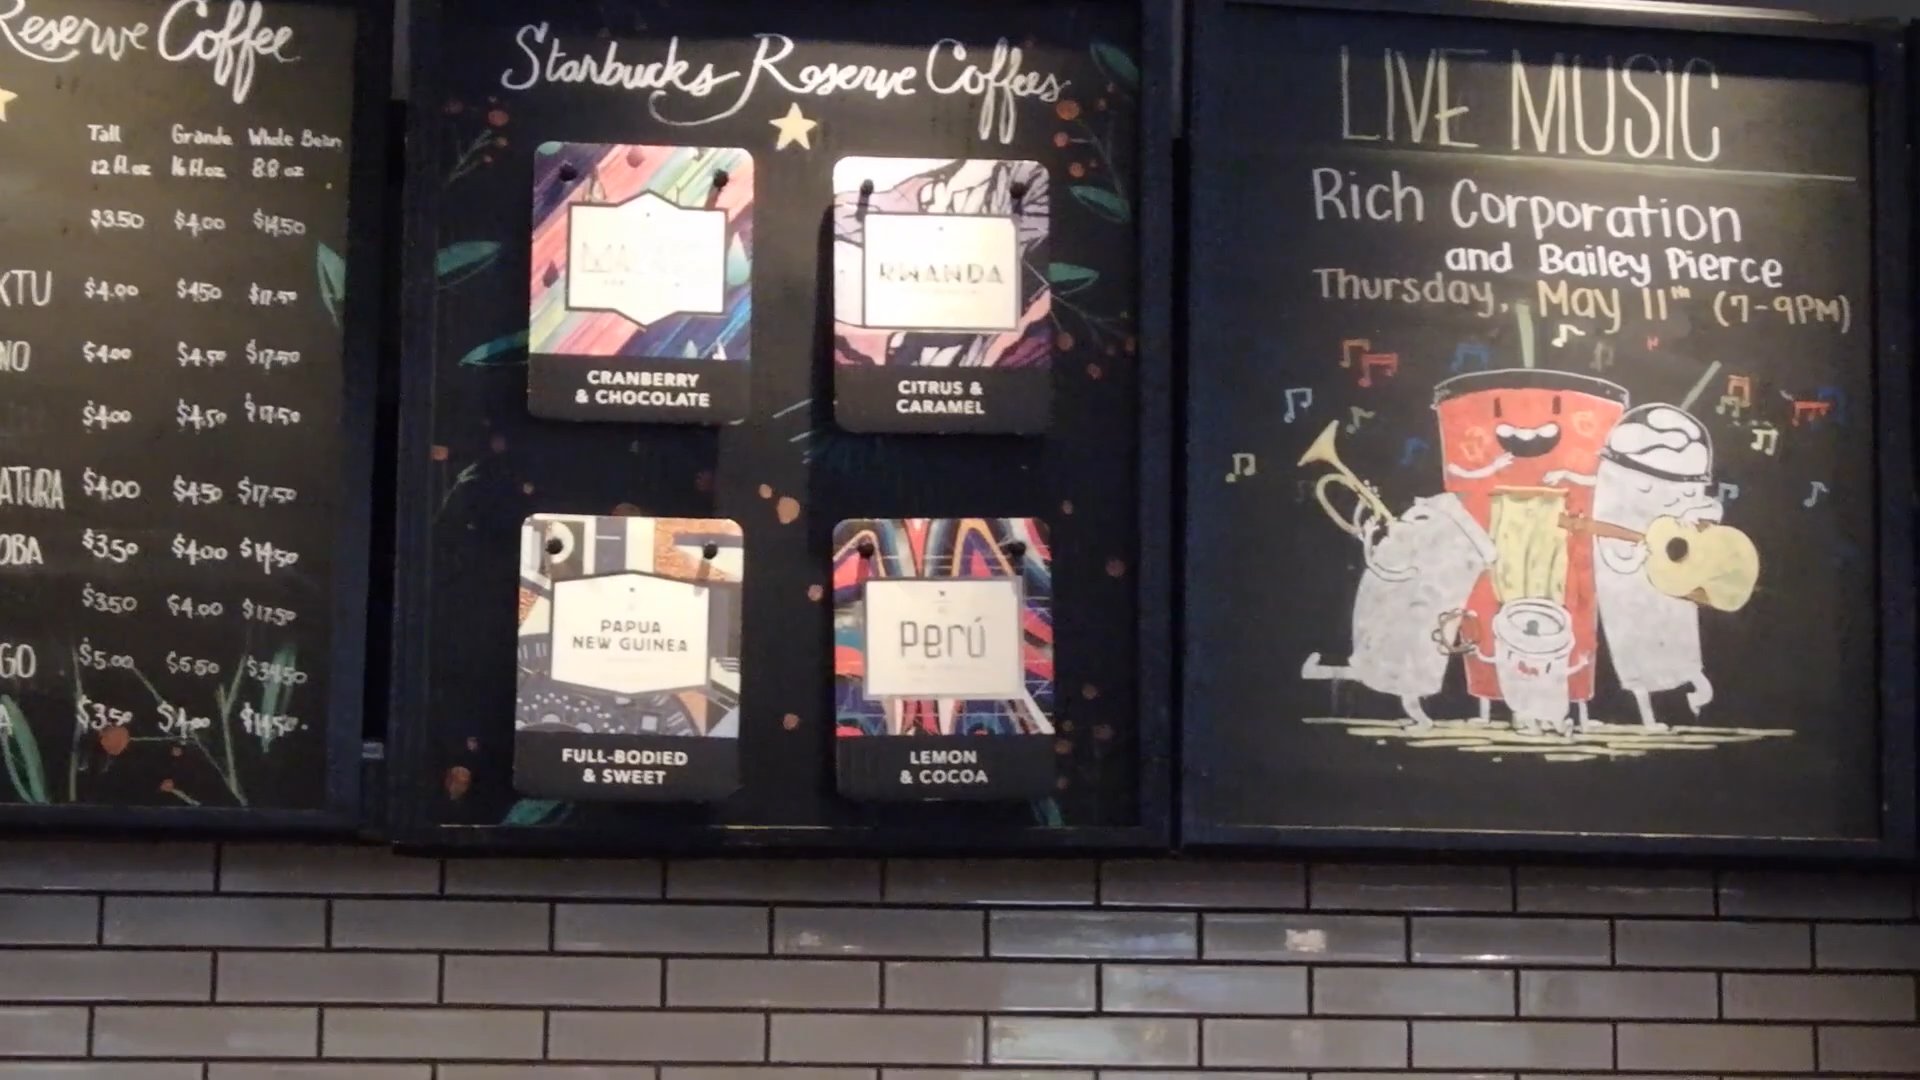 Reserve Coffee
Tall Grande Whole Bean
12 fl. oz 16 fl. oz 8.8 oz
$3.50 $4.00 $14.50
KTU $4.00 $4.50 $17.50
NO $4.00 $4.50 $17.50
$4.00 $4.50 $17.50
ATURA $4.00 $4.50 $17.50
OBA $3.50 $4.00 $14.50
$3.50 $4.00 $17.50
GO $5.00 $5.50 $34.50
A $3.50 $4.00 $14.50
Starbucks Reserve Coffees
CRANBERRY
& CHOCOLATE
RWANDA
CITRUS &
CARAMEL
PAPUA
NEW GUINEA
FULL-BODIED
& SWEET
Perú
LEMON
& COCOA
LIVE MUSIC
Rich Corporation
and Bailey Pierce
Thursday, May 11th (7-9PM)